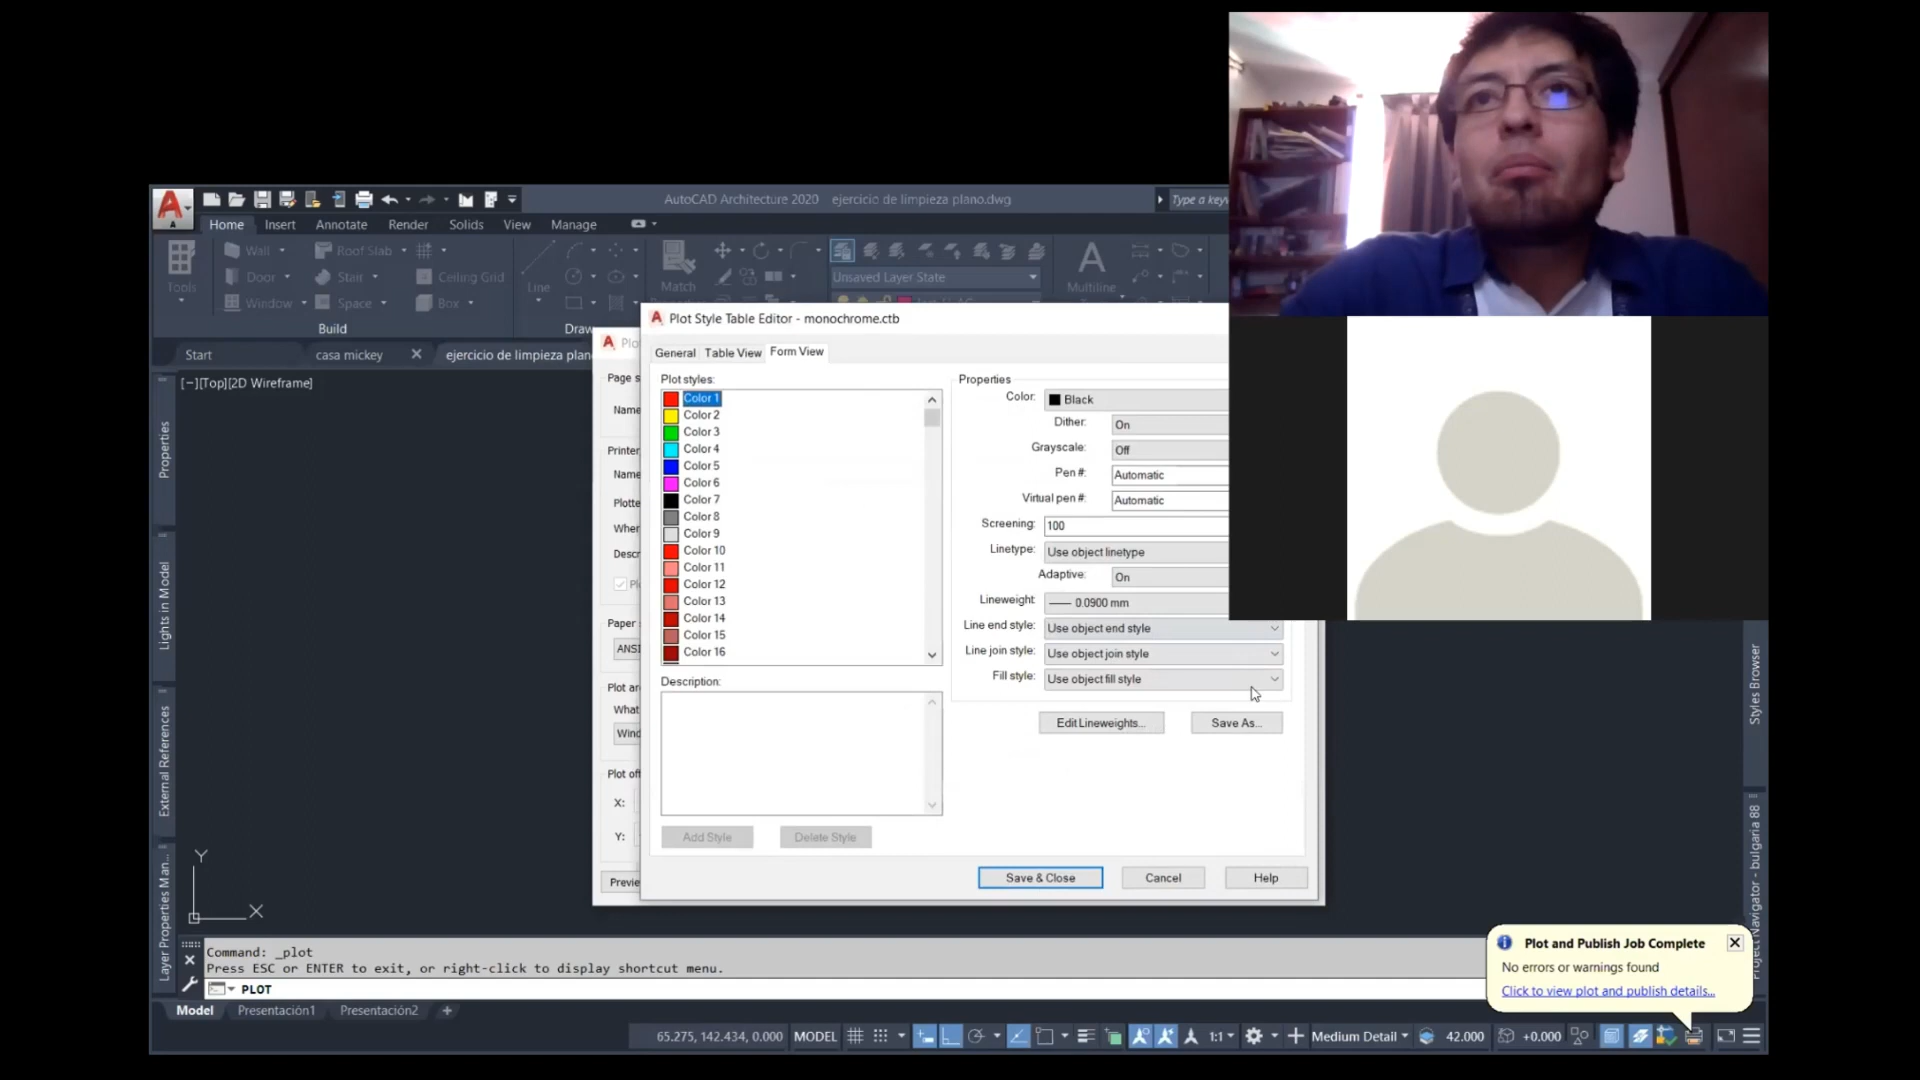 AutoCAD Architecture 2020 ejercicio de limpieza plano.dwg
Type a keyw
Home Insert Annotate Render Solids View Manage
Wall Roof Slab
Door Stair Ceiling Grid
Window Space Box
Tools
Line
Match
Unsaved Layer State
A
Multiline
Build
Draw
Start casa mickey ejercicio de limpieza plano
[−][Top][2D Wireframe]
Properties
Lights in Model
External References
Layer Properties Man...
Styles Browser
Project Navigator - bulgaria 88
Plo
Page s
Name
Printer
Name
Plotte
Wher
Descr
Pl
Paper s
ANSI
Plot are
What
Wind
Plot off
X:
Y:
Previe
Plot Style Table Editor - monochrome.ctb
General Table View Form View
Plot styles:
Color 1
Color 2
Color 3
Color 4
Color 5
Color 6
Color 7
Color 8
Color 9
Color 10
Color 11
Color 12
Color 13
Color 14
Color 15
Color 16
Description:
Add Style Delete Style
Properties
Color: Black
Dither: On
Grayscale: Off
Pen #: Automatic
Virtual pen #: Automatic
Screening: 100
Linetype: Use object linetype
Adaptive: On
Lineweight: 0.0900 mm
Line end style: Use object end style
Line join style: Use object join style
Fill style: Use object fill style
Edit Lineweights... Save As...
Save & Close Cancel Help
Y
X
Command: _plot
Press ESC or ENTER to exit, or right-click to display shortcut menu.
PLOT
Model Presentación1 Presentación2 +
65.275, 142.434, 0.000 MODEL 1:1 Medium Detail 42.000 +0.000
Plot and Publish Job Complete
No errors or warnings found
Click to view plot and publish details...